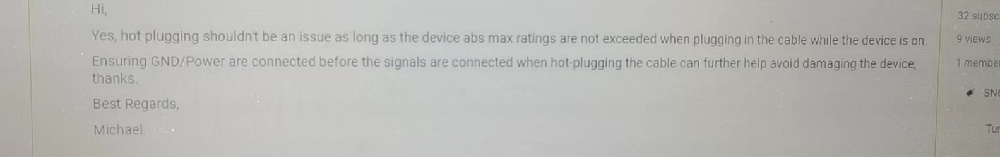 Hi,
Yes, hot plugging shouldn't be an issue as long as the device abs max ratings are not exceeded when plugging in the cable while the device is on.
Ensuring GND/Power are connected before the signals are connected when hot-plugging the cable can further help avoid damaging the device,
thanks.
Best Regards,
Michael.
32 subsc
9 views
1 member
SN6
Tur